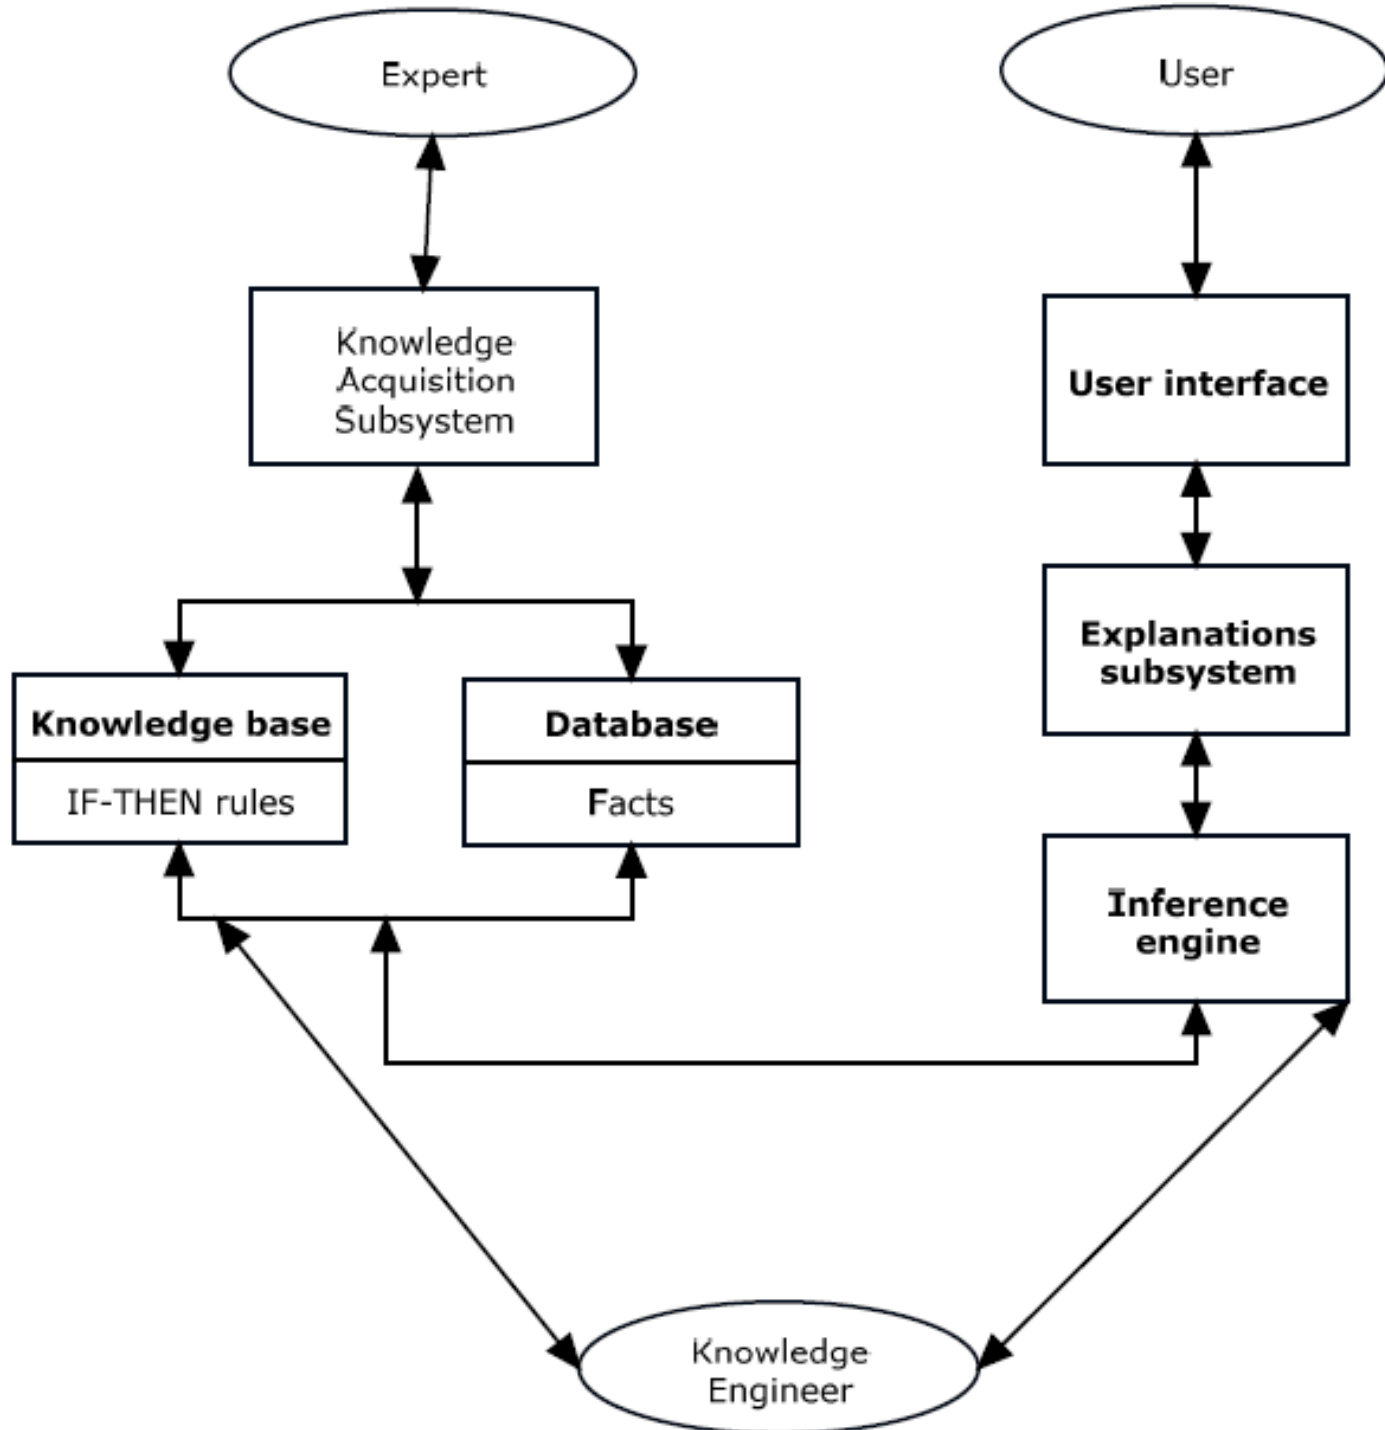 Expert
User
Knowledge
Acquisition
Subsystem
User interface
Explanations
subsystem
Knowledge base
IF-THEN rules
Database
Facts
Inference
engine
Knowledge
Engineer